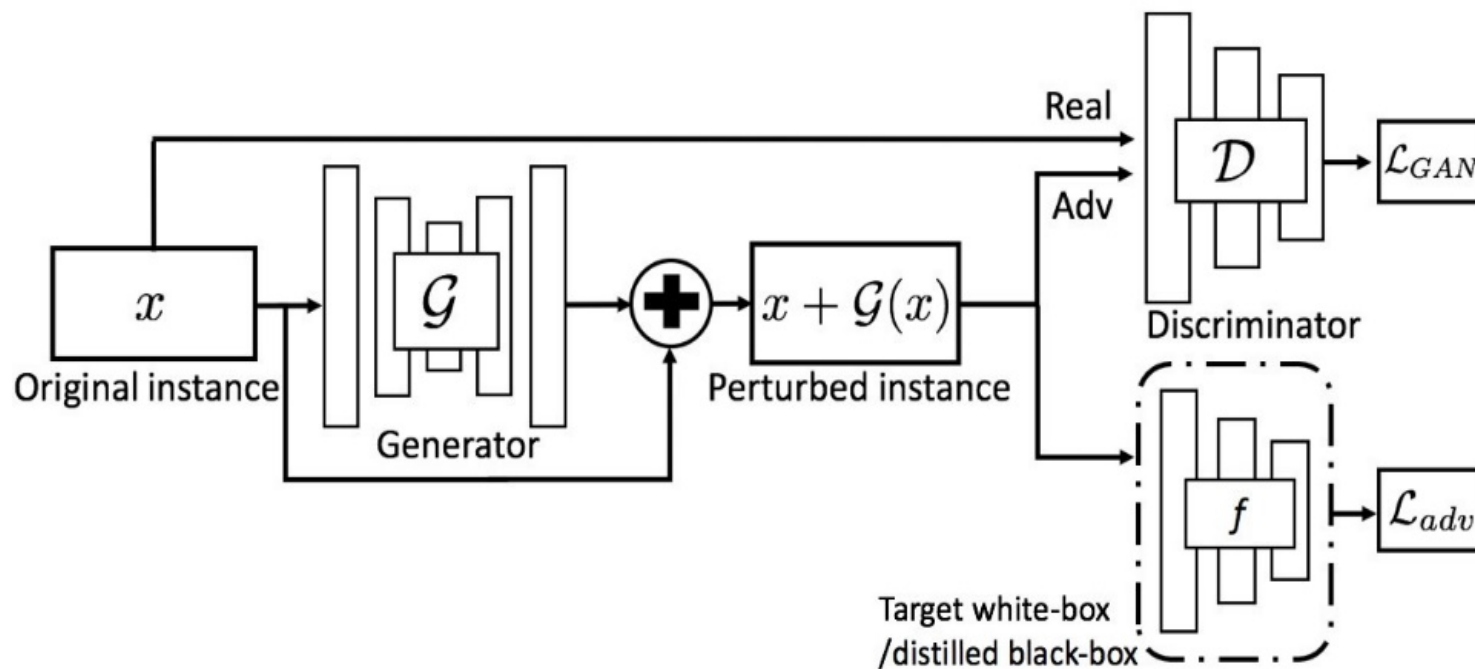 Real
Adv
𝒟
ℒ_GAN
Discriminator
x
Original instance
𝒢
Generator
x + 𝒢(x)
Perturbed instance
f
ℒ_adv
Target white-box
/distilled black-box